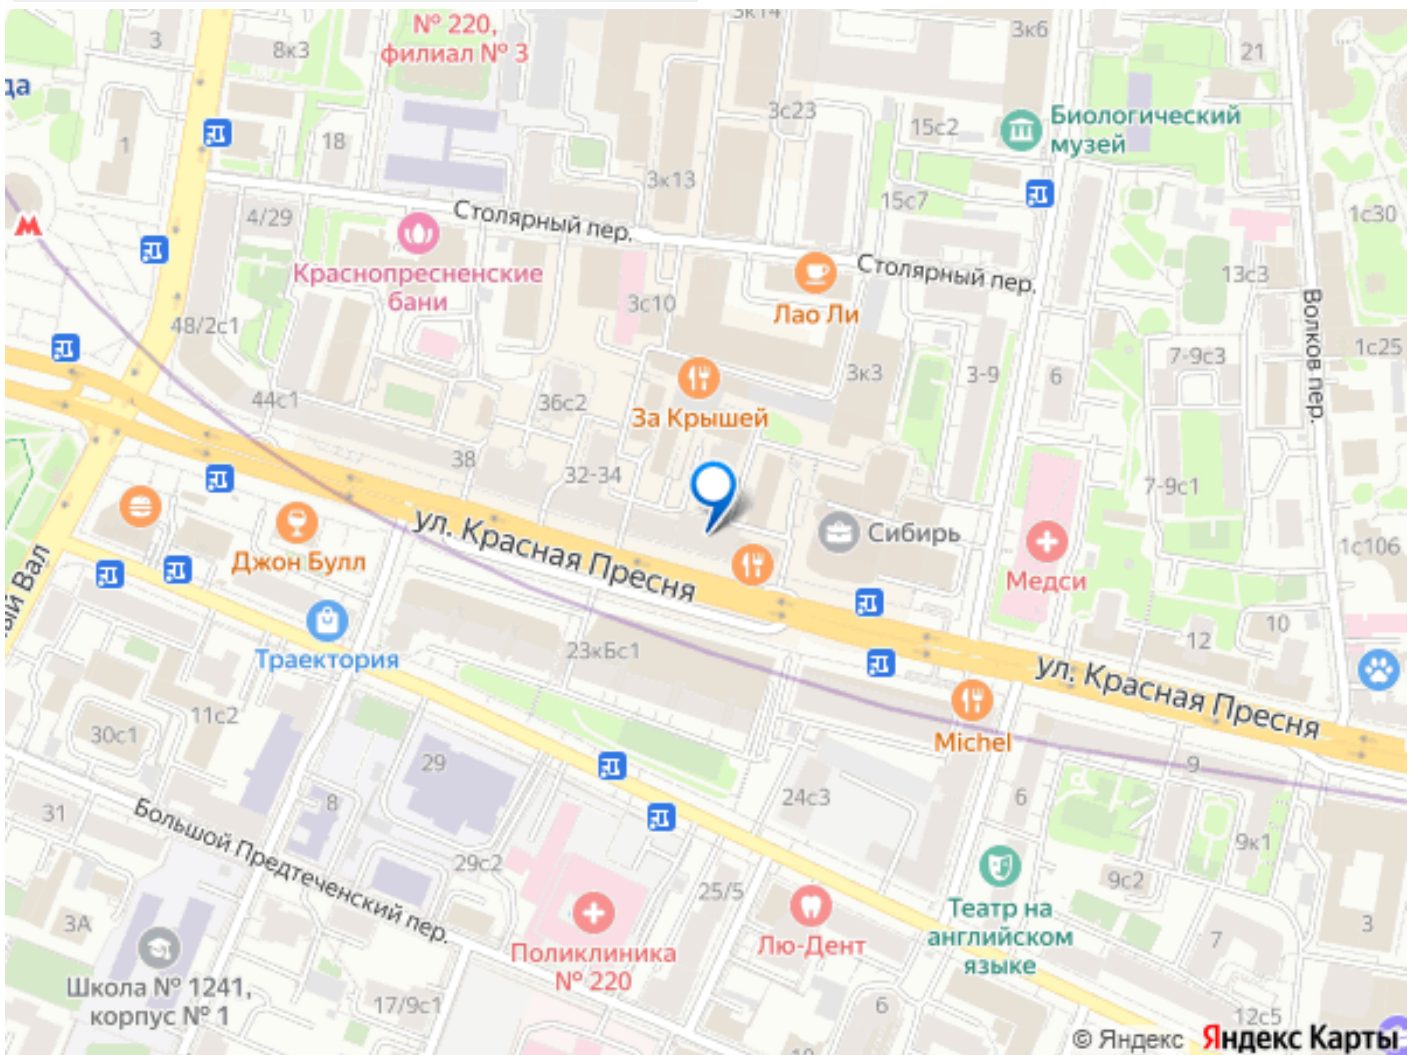 3к14
№ 220,
филиал № 3
3
8к3
3к6
21
да
1
18
3с23
15с2
Биологический
музей
3к13
15с7
1с30
4/29
Столярный пер.
Краснопресненские
бани
Столярный пер.
13с3
3с10
Лао Ли
Волков пер.
48/2с1
1с25
7-9с3
3к3
3-9
6
44с1
36с2
За Крышей
38
32-34
7-9с1
ул. Красная Пресня
Сибирь
Джон Булл
1с106
Медси
ый Вал
10
12
23кБс1
Траектория
ул. Красная Пресня
11с2
30с1
Michel
29
9
24с3
6
8
31
Большой Предтеченский пер.
9к1
29с2
9с2
25/5
3А
Театр на
английском
языке
3
7
Поликлиника
№ 220
Лю-Дент
Школа № 1241,
корпус № 1
17/9с1
6
12с5
© Яндекс Яндекс Карты